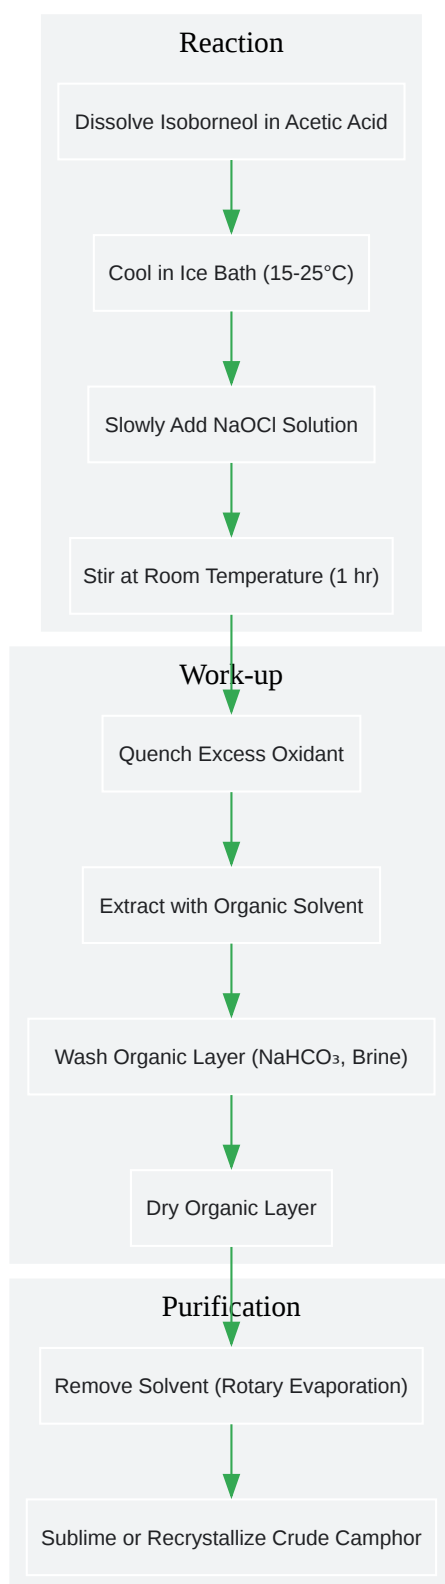 Reaction
Dissolve Isoborneol in Acetic Acid
Cool in Ice Bath (15-25°C)
Slowly Add NaOCl Solution
Stir at Room Temperature (1 hr)
Work-up
Quench Excess Oxidant
Extract with Organic Solvent
Wash Organic Layer (NaHCO₃, Brine)
Dry Organic Layer
Purification
Remove Solvent (Rotary Evaporation)
Sublime or Recrystallize Crude Camphor